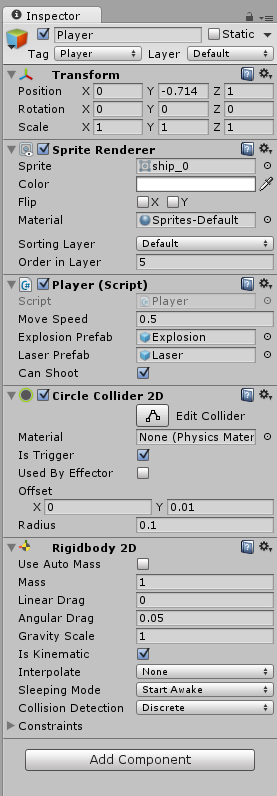 Inspector
Player Static
Tag Player Layer Default
Transform
Position X 0 Y -0.714 Z 1
Rotation X 0 Y 0 Z 0
Scale X 1 Y 1 Z 1
Sprite Renderer
Sprite ship_0
Color
Flip X Y
Material Sprites-Default
Sorting Layer Default
Order in Layer 5
Player (Script)
Script Player
Move Speed 0.5
Explosion Prefab Explosion
Laser Prefab Laser
Can Shoot
Circle Collider 2D
Edit Collider
Material None (Physics Mater
Is Trigger
Used By Effector
Offset
X 0 Y 0.01
Radius 0.1
Rigidbody 2D
Use Auto Mass
Mass 1
Linear Drag 0
Angular Drag 0.05
Gravity Scale 1
Is Kinematic
Interpolate None
Sleeping Mode Start Awake
Collision Detection Discrete
Constraints
Add Component